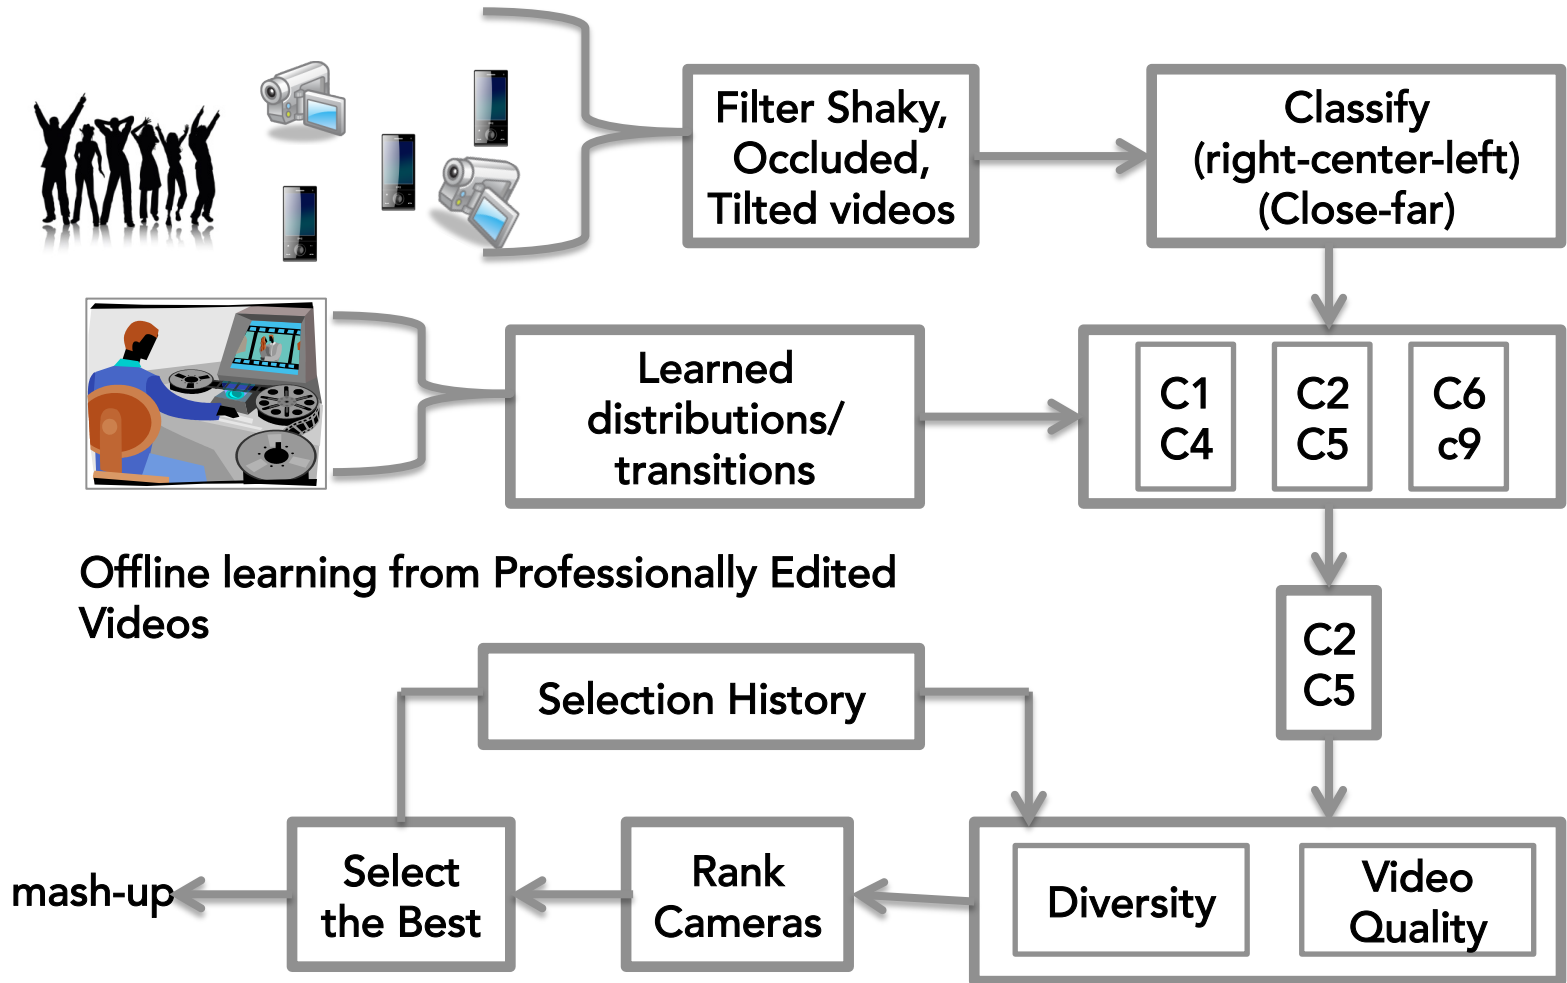 Filter Shaky,
Occluded,
Tilted videos
Classify
(right-center-left)
(Close-far)
Learned
distributions/
transitions
C1
C4
C2
C5
C6
c9
Offline learning from Professionally Edited
Videos
C2
C5
Selection History
mash-up
Select
the Best
Rank
Cameras
Diversity
Video
Quality